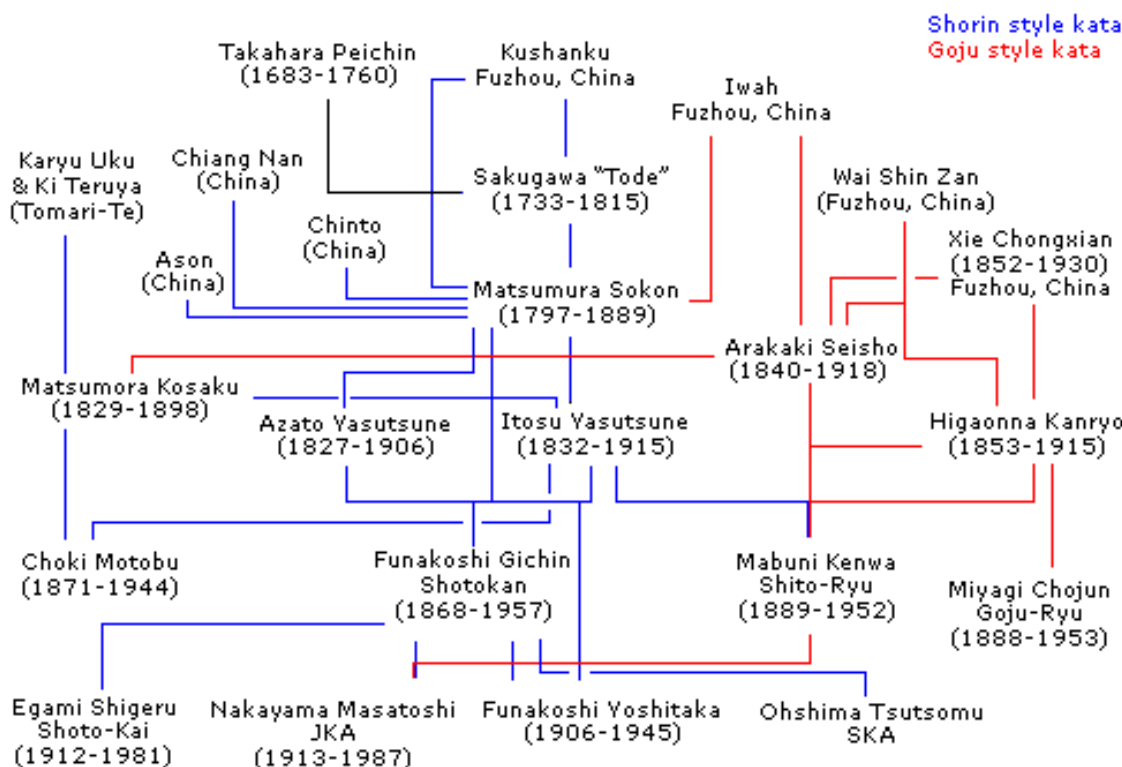 Shorin style kata
Goju style kata
Takahara Peichin
(1683-1760)
Kushanku
Fuzhou, China
Iwah
Fuzhou, China
Karyu Uku
& Ki Teruya
(Tomari-Te)
Chiang Nan
(China)
Sakugawa "Tode"
(1733-1815)
Wai Shin Zan
(Fuzhou, China)
Chinto
(China)
Ason
(China)
Xie Chongxian
(1852-1930)
Fuzhou, China
Matsumura Sokon
(1797-1889)
Arakaki Seisho
(1840-1918)
Matsumora Kosaku
(1829-1898)
Azato Yasutsune
(1827-1906)
Itosu Yasutsune
(1832-1915)
Higaonna Kanryo
(1853-1915)
Choki Motobu
(1871-1944)
Funakoshi Gichin
Shotokan
(1868-1957)
Mabuni Kenwa
Shito-Ryu
(1889-1952)
Miyagi Chojun
Goju-Ryu
(1888-1953)
Egami Shigeru
Shoto-Kai
(1912-1981)
Nakayama Masatoshi
JKA
(1913-1987)
Funakoshi Yoshitaka
(1906-1945)
Ohshima Tsutsomu
SKA